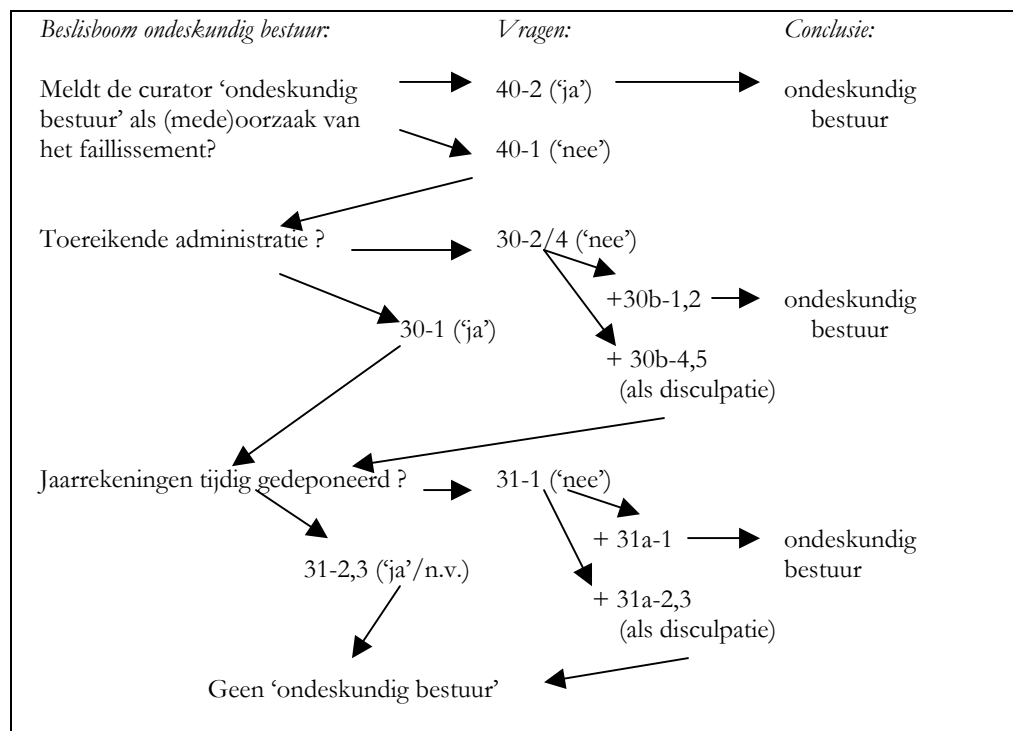 Beslisboom ondeskundig bestuur: Vragen: Conclusie:
Meldt de curator ‘ondeskundig 40-2 (‘ja’) ondeskundig
bestuur’ als (mede)oorzaak van bestuur
het faillissement? 40-1 (‘nee’)
Toereikende administratie ? 30-2/4 (‘nee’)
+30b-1,2 ondeskundig
bestuur
30-1 (‘ja’)
+ 30b-4,5
(als disculpatie)
Jaarrekeningen tijdig gedeponeerd ? 31-1 (‘nee’)
+ 31a-1 ondeskundig
bestuur
31-2,3 (‘ja’/n.v.)
+ 31a-2,3
(als disculpatie)
Geen ‘ondeskundig bestuur’